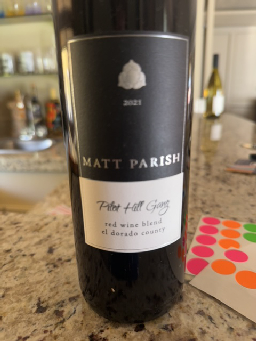 2021
MATT PARISH
Pilot Hill Gang
red wine blend
el dorado county